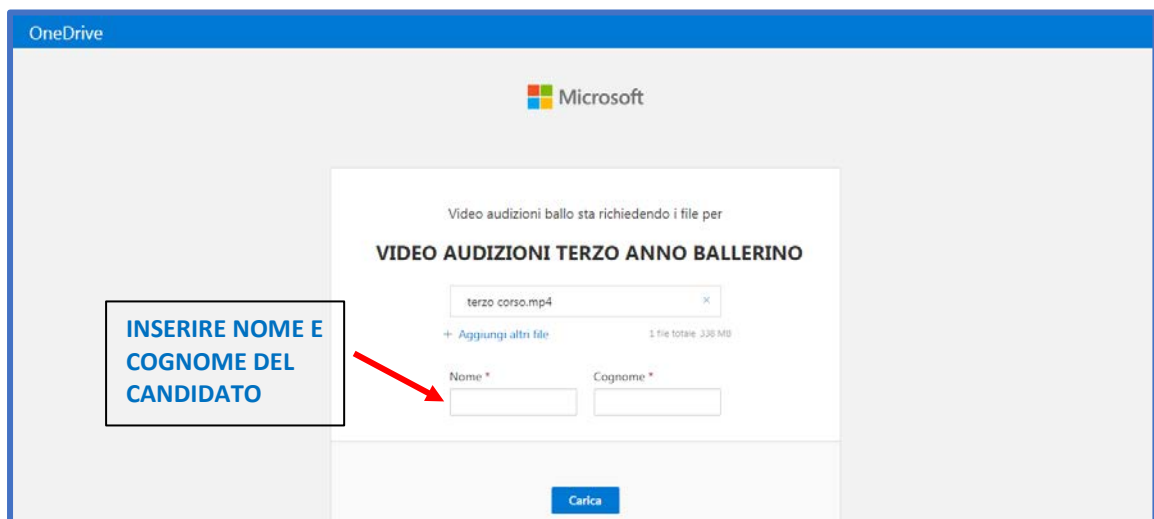 OneDrive
Microsoft
Video audizioni ballo sta richiedendo i file per
VIDEO AUDIZIONI TERZO ANNO BALLERINO
terzo corso.mp4 ×
+ Aggiungi altri file 1 file totale 338 MB
INSERIRE NOME E
COGNOME DEL
CANDIDATO
Nome * Cognome *
Carica